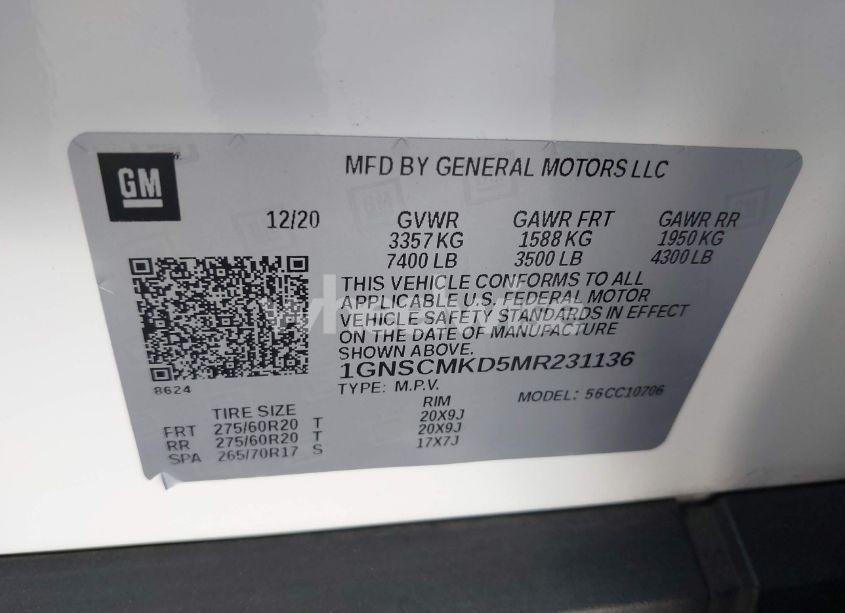 GM
MFD BY GENERAL MOTORS LLC
12/20 GVWR GAWR FRT GAWR RR
3357 KG 1588 KG 1950 KG
7400 LB 3500 LB 4300 LB
THIS VEHICLE CONFORMS TO ALL
APPLICABLE U.S. FEDERAL MOTOR
VEHICLE SAFETY STANDARDS IN EFFECT
ON THE DATE OF MANUFACTURE
SHOWN ABOVE.
1GNSCMKD5MR231136
8624
TYPE: M.P.V. MODEL: 56CC10706
TIRE SIZE RIM
FRT 275/60R20 T 20X9J
RR 275/60R20 T 20X9J
SPA 265/70R17 S 17X7J